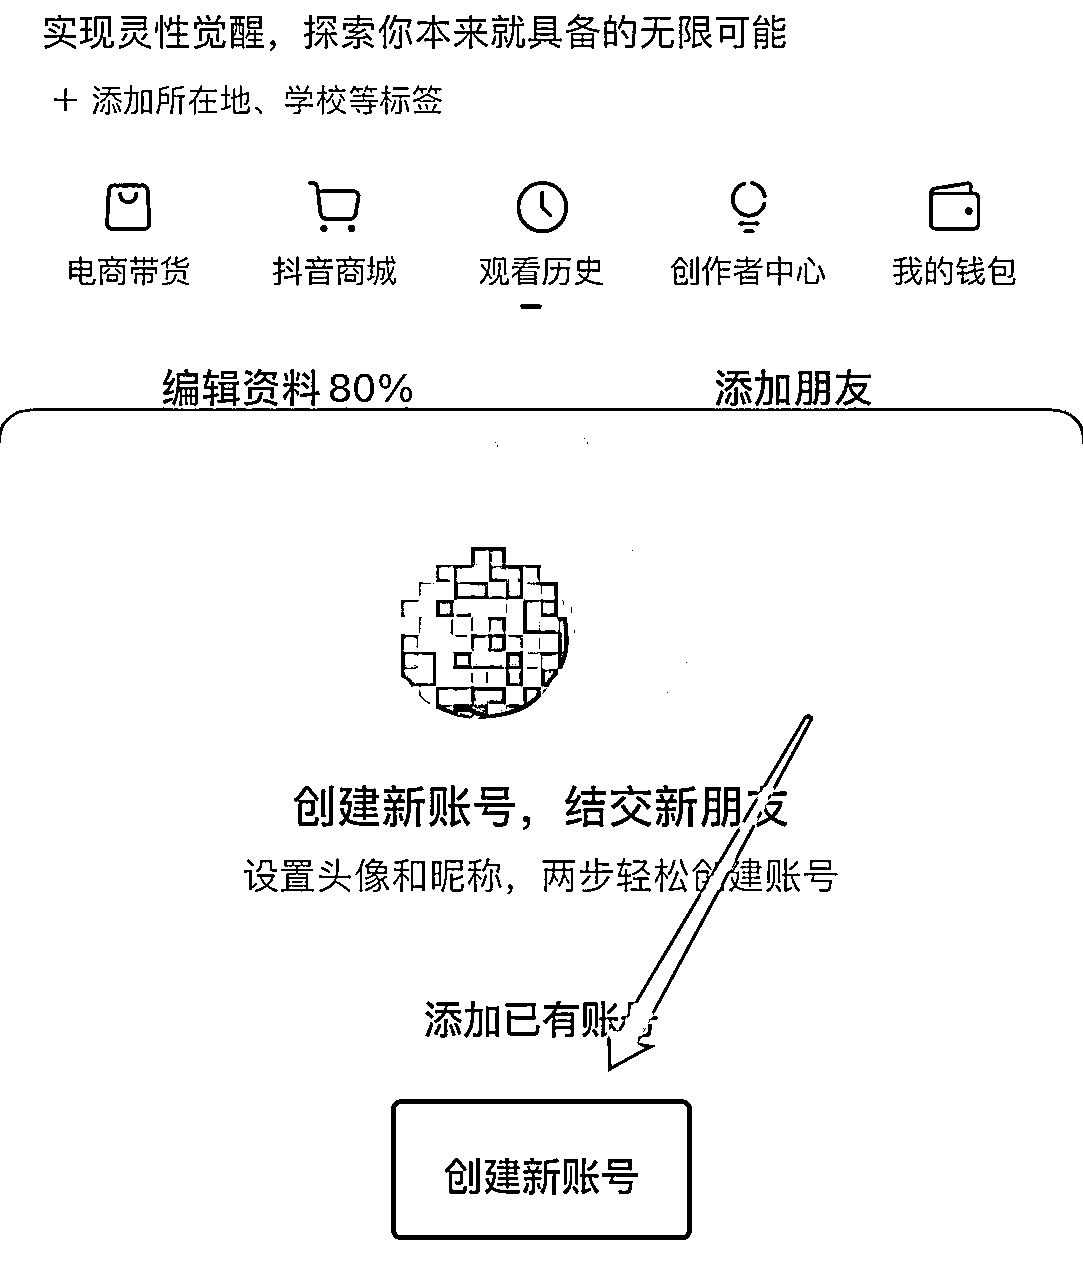 实现灵性觉醒，探索你本来就具备的无限可能
+ 添加所在地、学校等标签
电商带货 抖音商城 观看历史 创作者中心 我的钱包
编辑资料 80% 添加朋友
创建新账号，结交新朋友
设置头像和昵称，两步轻松创建账号
添加已有账号
创建新账号